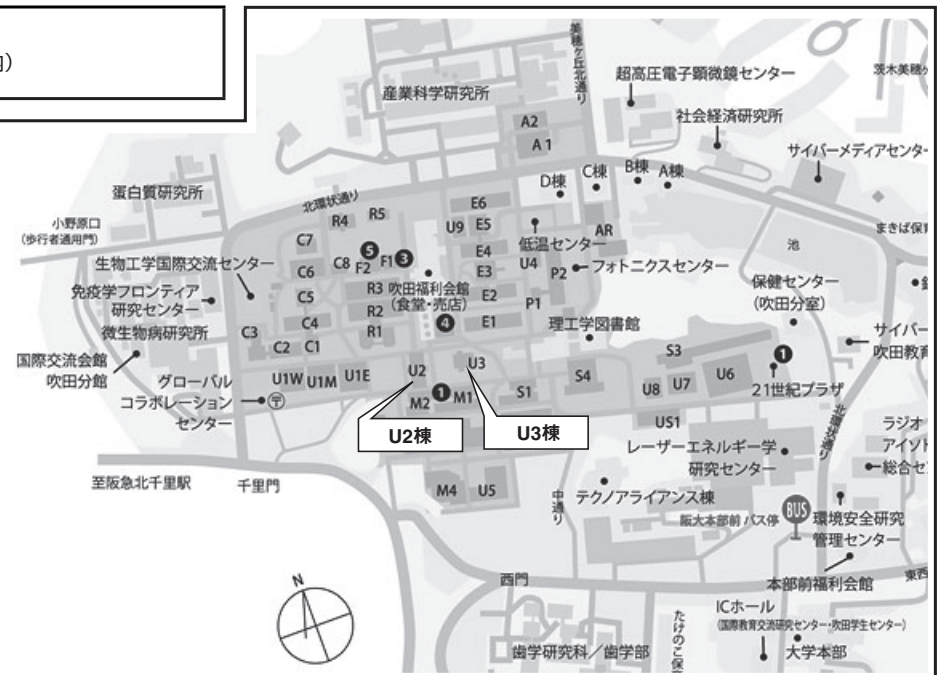 内）
美穂ヶ丘北通り
産業科学研究所
超高圧電子顕微鏡センター
茨木美穂ヶ
社会経済研究所
サイバーメディアセンター
A2
A1
D棟
C棟
B棟
A棟
蛋白質研究所
北環状通り
小野原口
（歩行者通用門）
R4
R5
E6
U9
E5
AR
まきば保育
池
C7
低温センター
E4
U4
生物工学国際交流センター
C6
C8
❺
F2
F1
❸
E3
P2
フォトニクスセンター
保健センター
（吹田分室）
免疫学フロンティア
研究センター
C5
R3
吹田福利会館
（食堂・売店）
E2
P1
微生物病研究所
C3
C4
R2
❹
E1
理工学図書館
サイバー
吹田教育
C2
C1
R1
国際交流会館
吹田分館
U1W
U1M
U1E
U2
U3
S3
❶
21世紀プラザ
グローバル
コラボレーション
センター
〒
M2
❶
M1
S1
S4
U8
U7
U6
US1
北環状通り
U2棟
U3棟
レーザーエネルギー学
研究センター
ラジオ
アイソト
総合セン
至阪急北千里駅
千里門
M4
U5
中通り
テクノアライアンス棟
阪大本部前 バス停
BUS
環境安全研究
管理センター
本部前福利会館
西門
東西
N
たけのこ保
ICホール
（国際教育交流研究センター・吹田学生センター）
歯学研究科／歯学部
大学本部